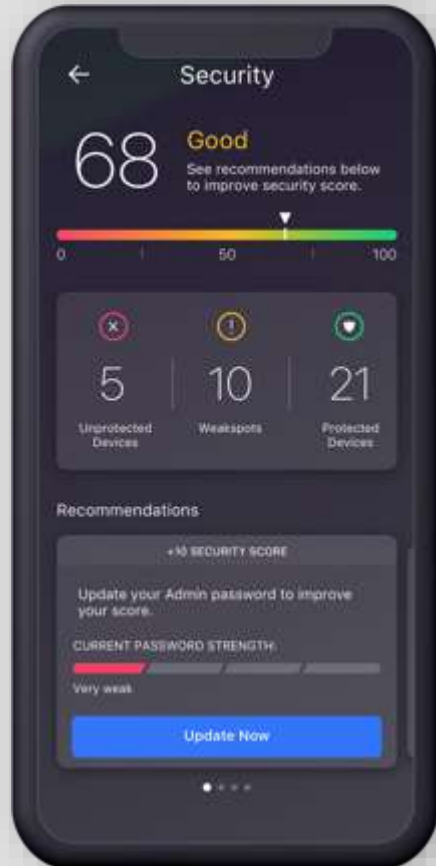 Security
68
Good
See recommendations below
to improve security score.
0
50
100
5
10
21
Unprotected
Devices
Weakspots
Protected
Devices
Recommendations
+10 SECURITY SCORE
Update your Admin password to improve
your score.
CURRENT PASSWORD STRENGTH:
Very weak
Update Now